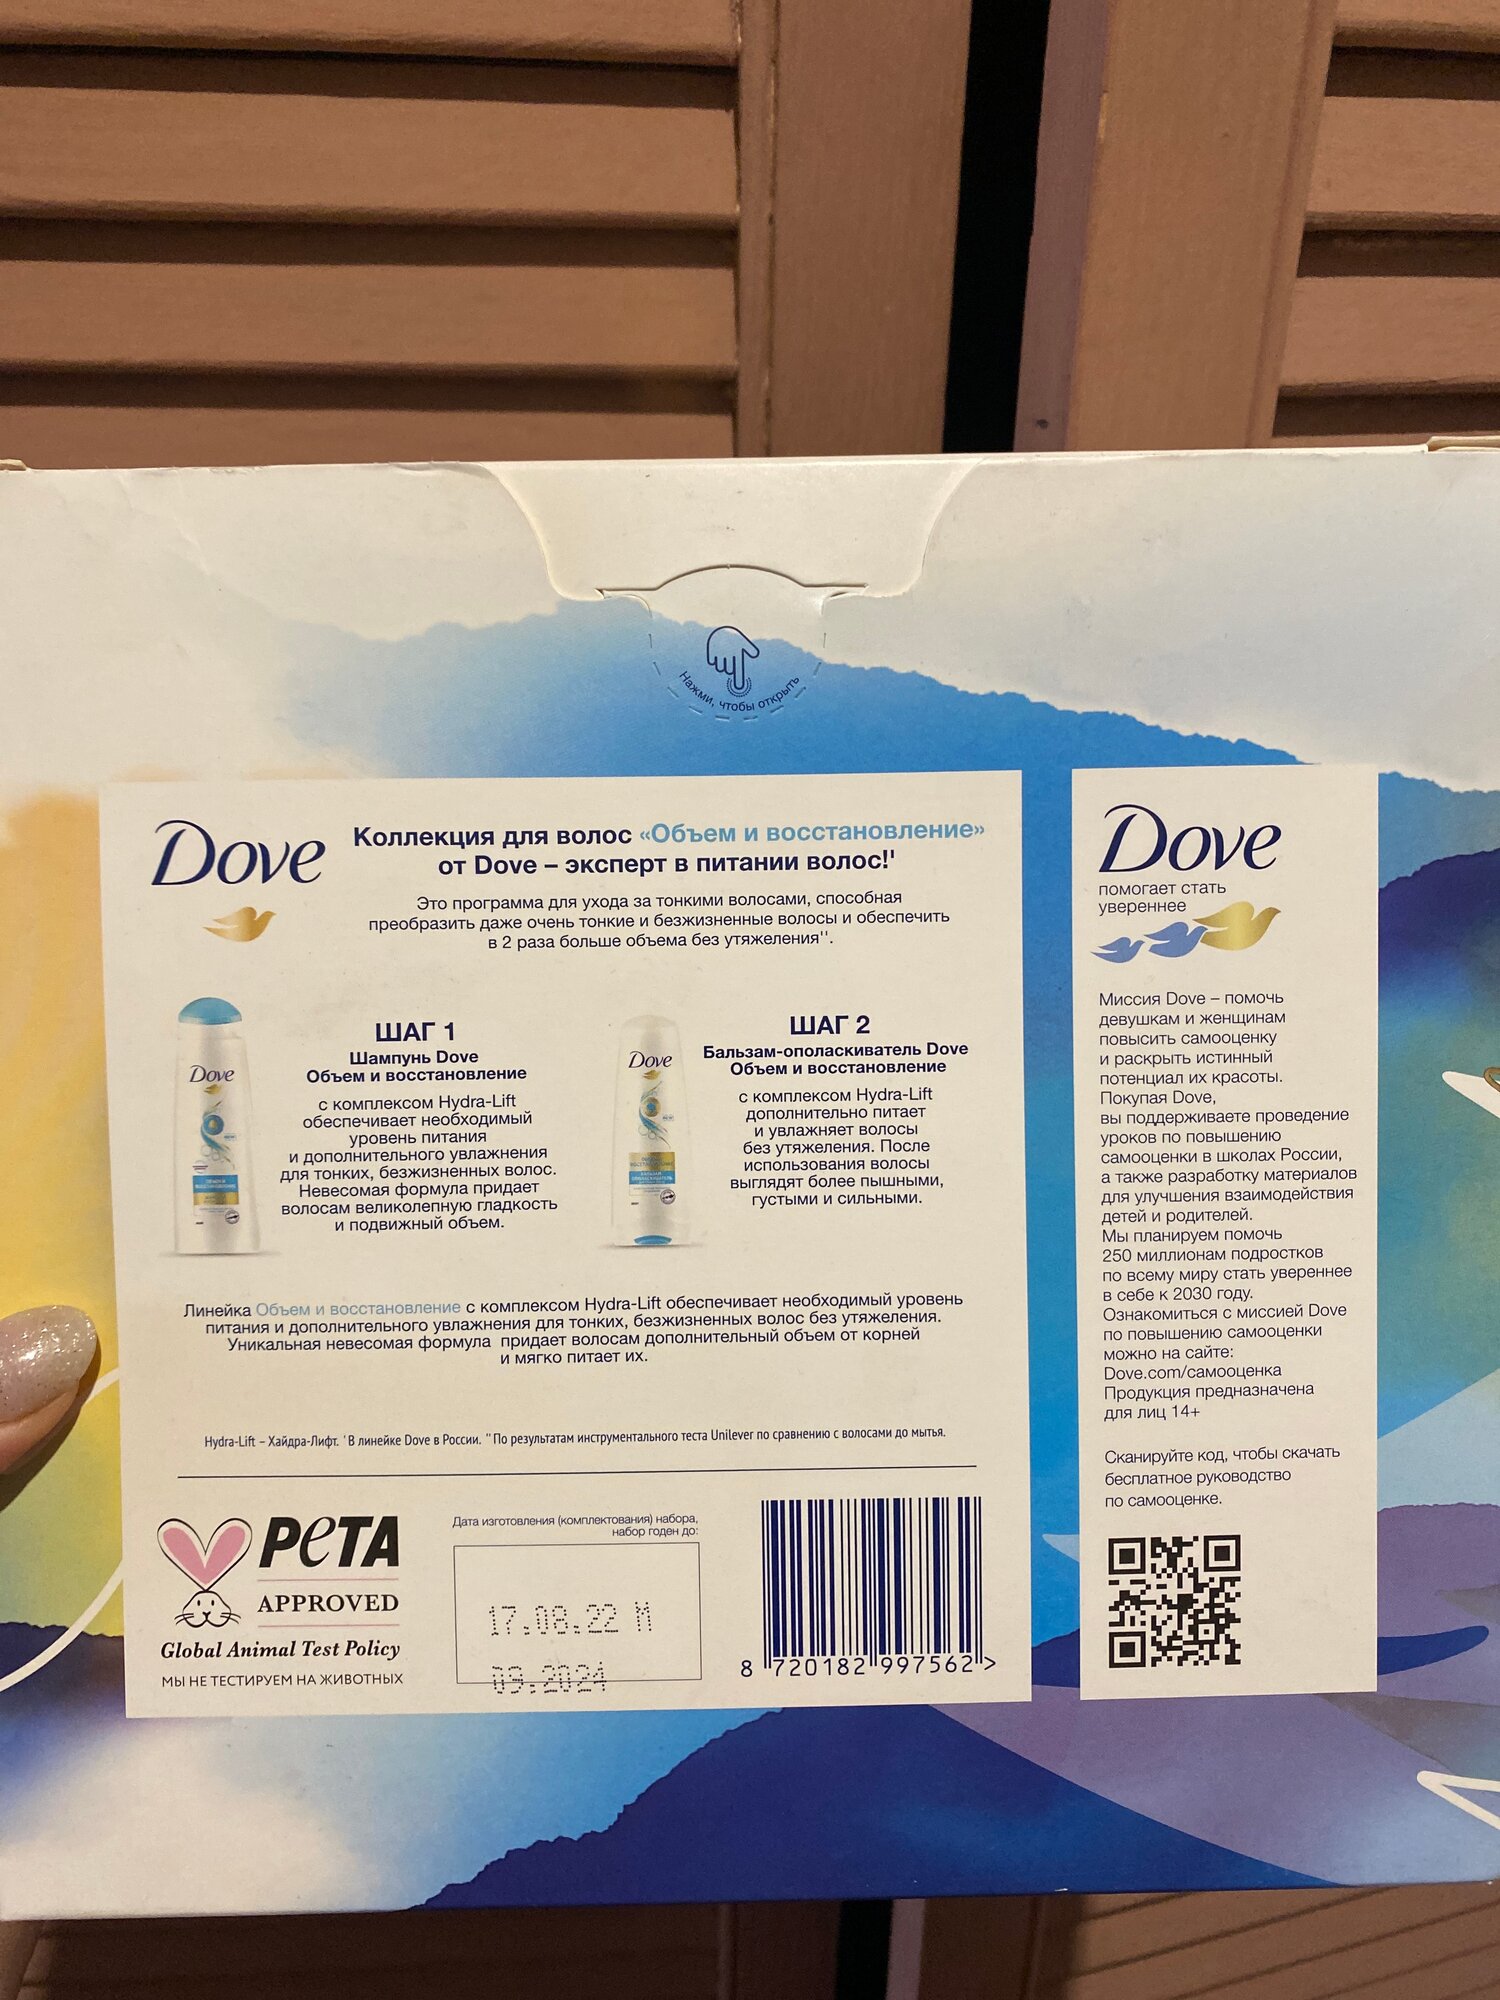 Нажми, чтобы открыть
Dove
Коллекция для волос «Объем и восстановление»
от Dove – эксперт в питании волос!'
Это программа для ухода за тонкими волосами, способная
преобразить даже очень тонкие и безжизненные волосы и обеспечить
в 2 раза больше объема без утяжеления''.
ШАГ 1
Шампунь Dove
Объем и восстановление
с комплексом Hydra-Lift
обеспечивает необходимый
уровень питания
и дополнительного увлажнения
для тонких, безжизненных волос.
Невесомая формула придает
волосам великолепную гладкость
и подвижный объем.
Dove
ШАГ 2
Бальзам-ополаскиватель Dove
Объем и восстановление
с комплексом Hydra-Lift
дополнительно питает
и увлажняет волосы
без утяжеления. После
использования волосы
выглядят более пышными,
густыми и сильными.
Dove
Линейка Объем и восстановление с комплексом Hydra-Lift обеспечивает необходимый уровень
питания и дополнительного увлажнения для тонких, безжизненных волос без утяжеления.
Уникальная невесомая формула придает волосам дополнительный объем от корней
и мягко питает их.
Hydra-Lift – Хайдра-Лифт. 'В линейке Dove в России. ''По результатам инструментального теста Unilever по сравнению с волосами до мытья.
PETA
APPROVED
Global Animal Test Policy
МЫ НЕ ТЕСТИРУЕМ НА ЖИВОТНЫХ
Дата изготовления (комплектования) набора,
набор годен до:
17.08.22 M
09.2024
8 720182 997562 >
Dove
помогает стать
увереннее
Миссия Dove – помочь
девушкам и женщинам
повысить самооценку
и раскрыть истинный
потенциал их красоты.
Покупая Dove,
вы поддерживаете проведение
уроков по повышению
самооценки в школах России,
а также разработку материалов
для улучшения взаимодействия
детей и родителей.
Мы планируем помочь
250 миллионам подростков
по всему миру стать увереннее
в себе к 2030 году.
Ознакомиться с миссией Dove
по повышению самооценки
можно на сайте:
Dove.com/самооценка
Продукция предназначена
для лиц 14+
Сканируйте код, чтобы скачать
бесплатное руководство
по самооценке.